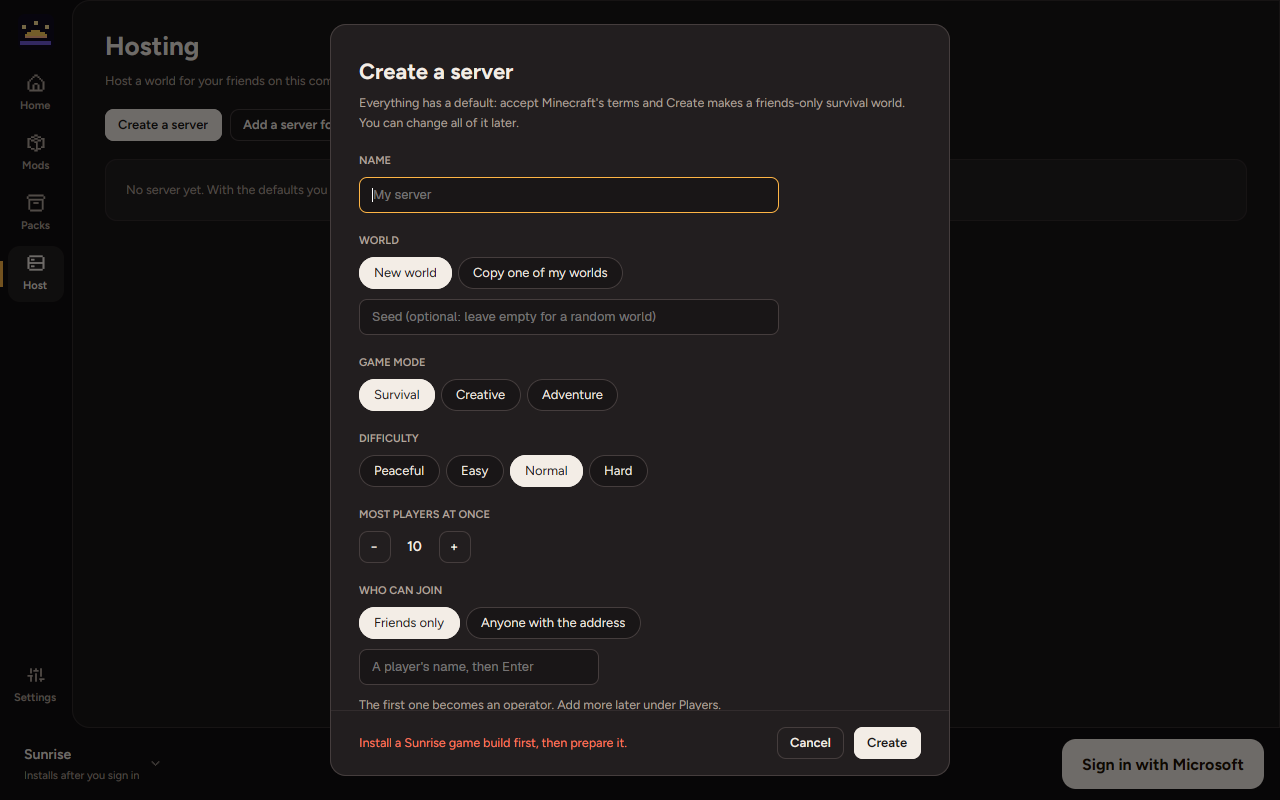 Hosting
Host a world for your friends on this com
Create a server
Add a server fo
No server yet. With the defaults you
Home
Mods
Packs
Host
Settings
Create a server
Everything has a default: accept Minecraft's terms and Create makes a friends-only survival world.
You can change all of it later.
NAME
My server
WORLD
New world
Copy one of my worlds
Seed (optional: leave empty for a random world)
GAME MODE
Survival
Creative
Adventure
DIFFICULTY
Peaceful
Easy
Normal
Hard
MOST PLAYERS AT ONCE
-
10
+
WHO CAN JOIN
Friends only
Anyone with the address
A player's name, then Enter
The first one becomes an operator. Add more later under Players.
Install a Sunrise game build first, then prepare it.
Cancel
Create
Sunrise
Installs after you sign in
Sign in with Microsoft